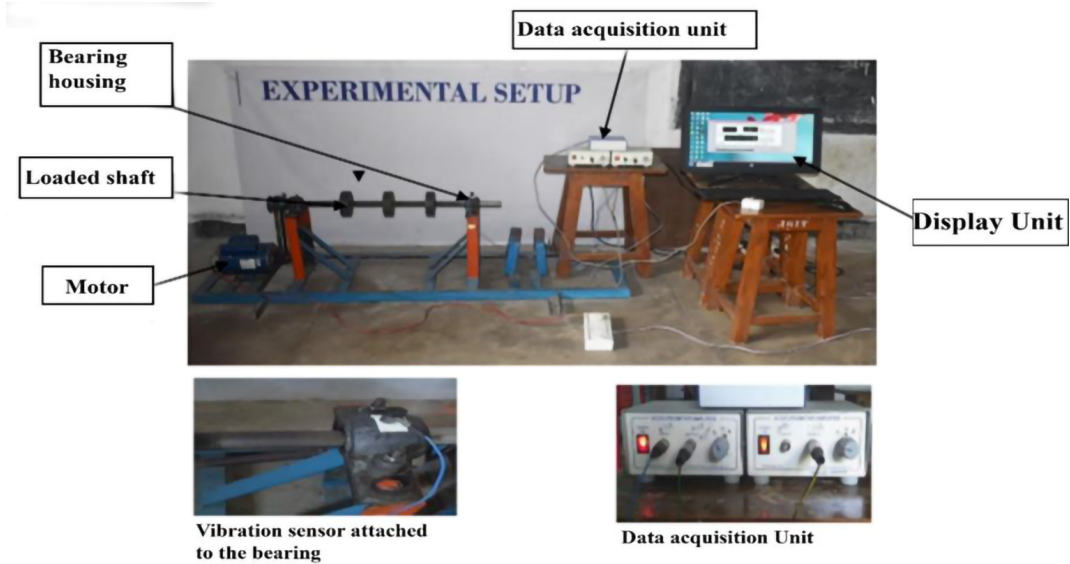 Data acquisition unit
Bearing
housing
EXPERIMENTAL SETUP
Loaded shaft
Display Unit
Motor
Vibration sensor attached
to the bearing
Data acquisition Unit